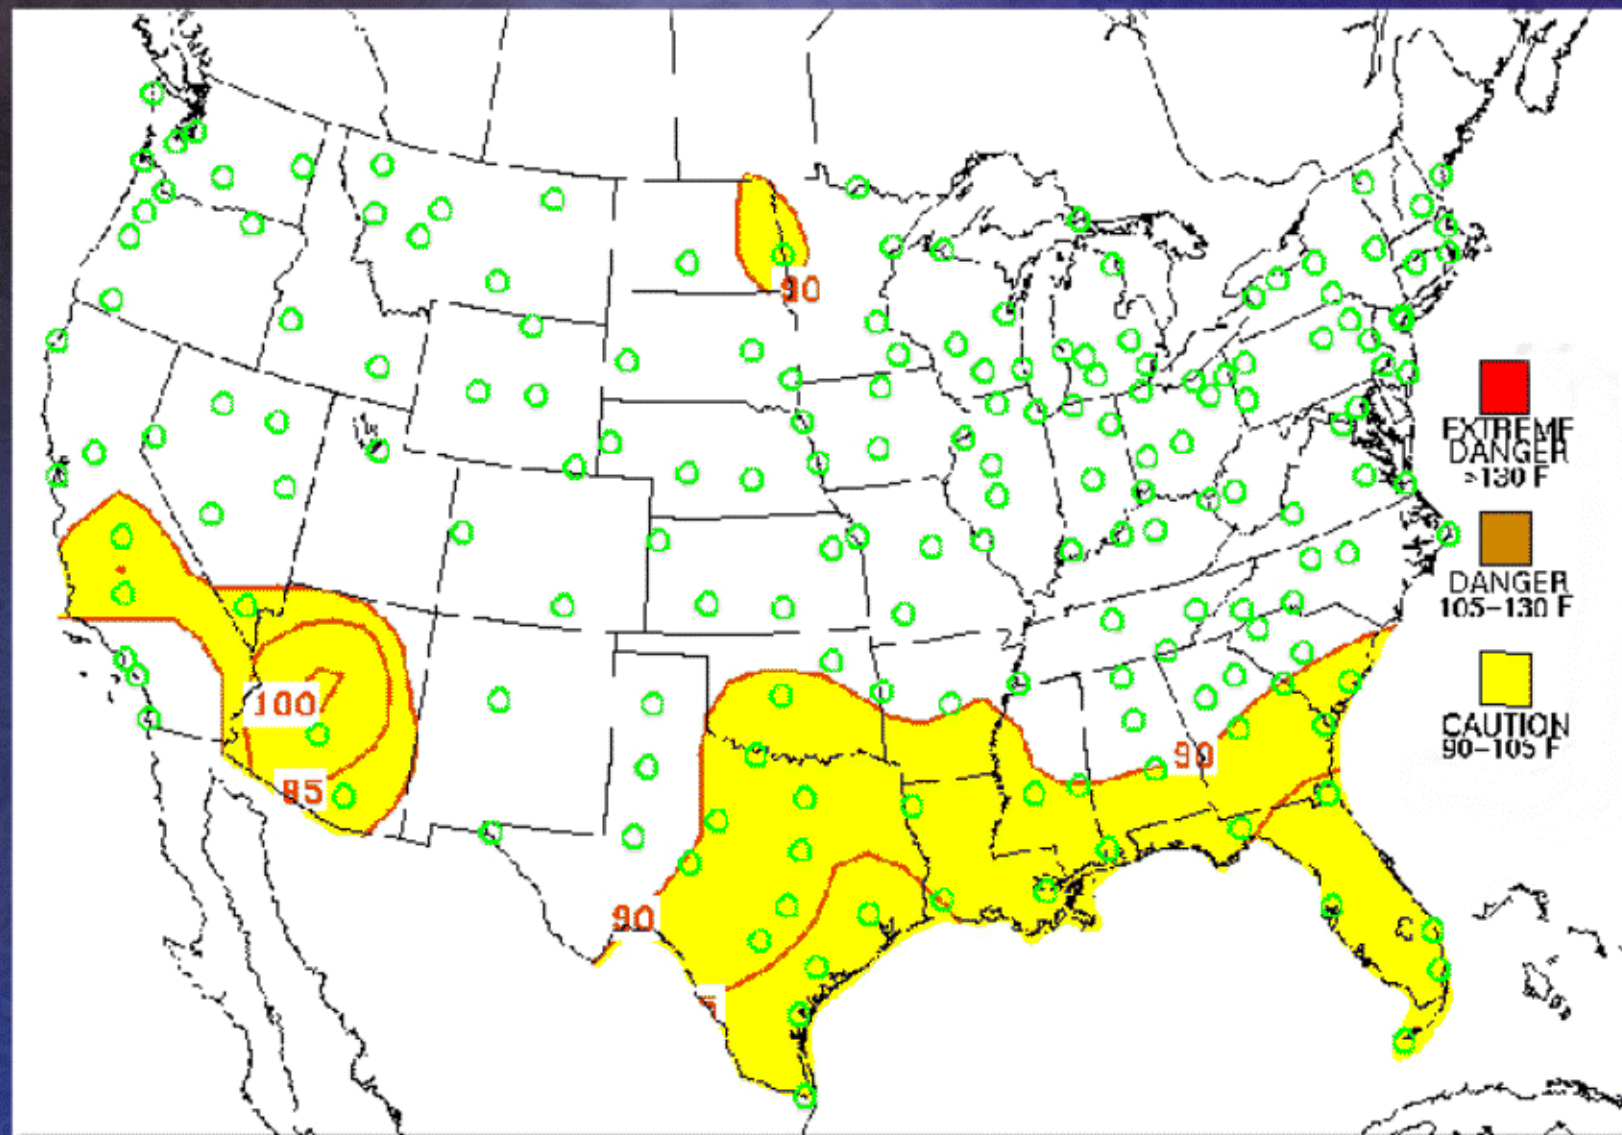 90
EXTREME
DANGER
>130 F
DANGER
105-130 F
100
CAUTION
90-105 F
90
85
90